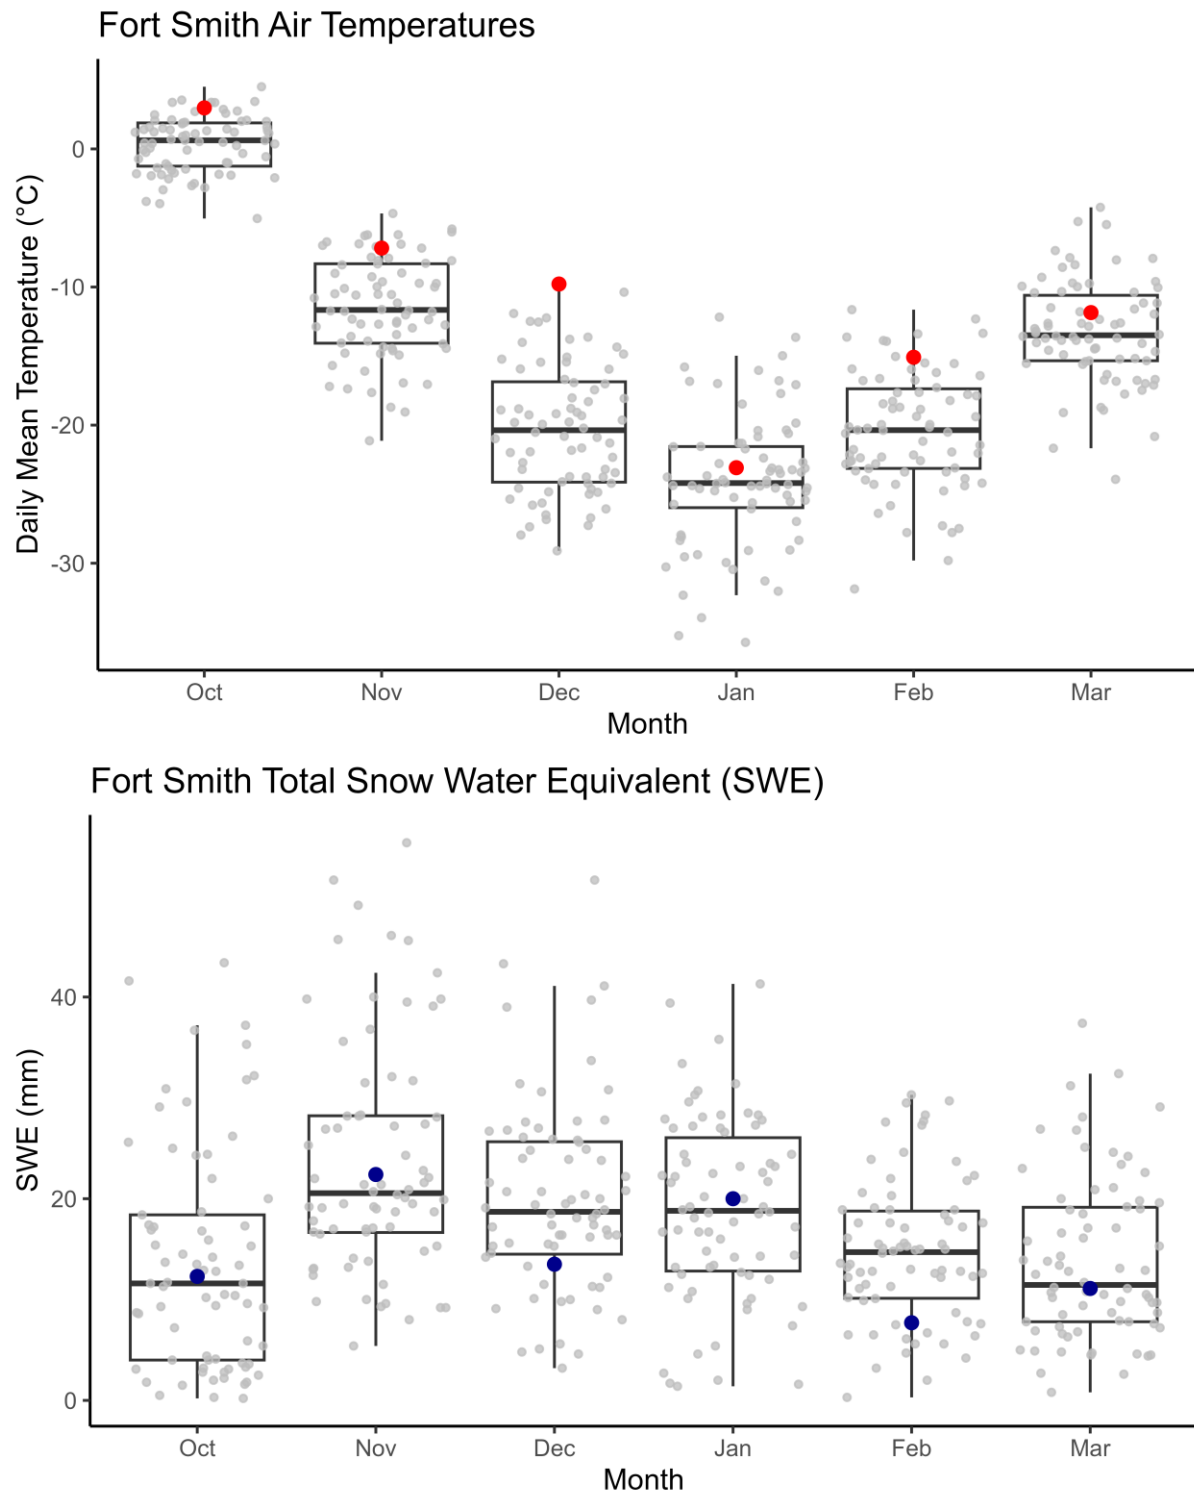 Fort Smith Air Temperatures
Daily Mean Temperature (°C)
0
-10
-20
-30
Oct Nov Dec Jan Feb Mar
Month
Fort Smith Total Snow Water Equivalent (SWE)
SWE (mm)
40
20
0
Oct Nov Dec Jan Feb Mar
Month